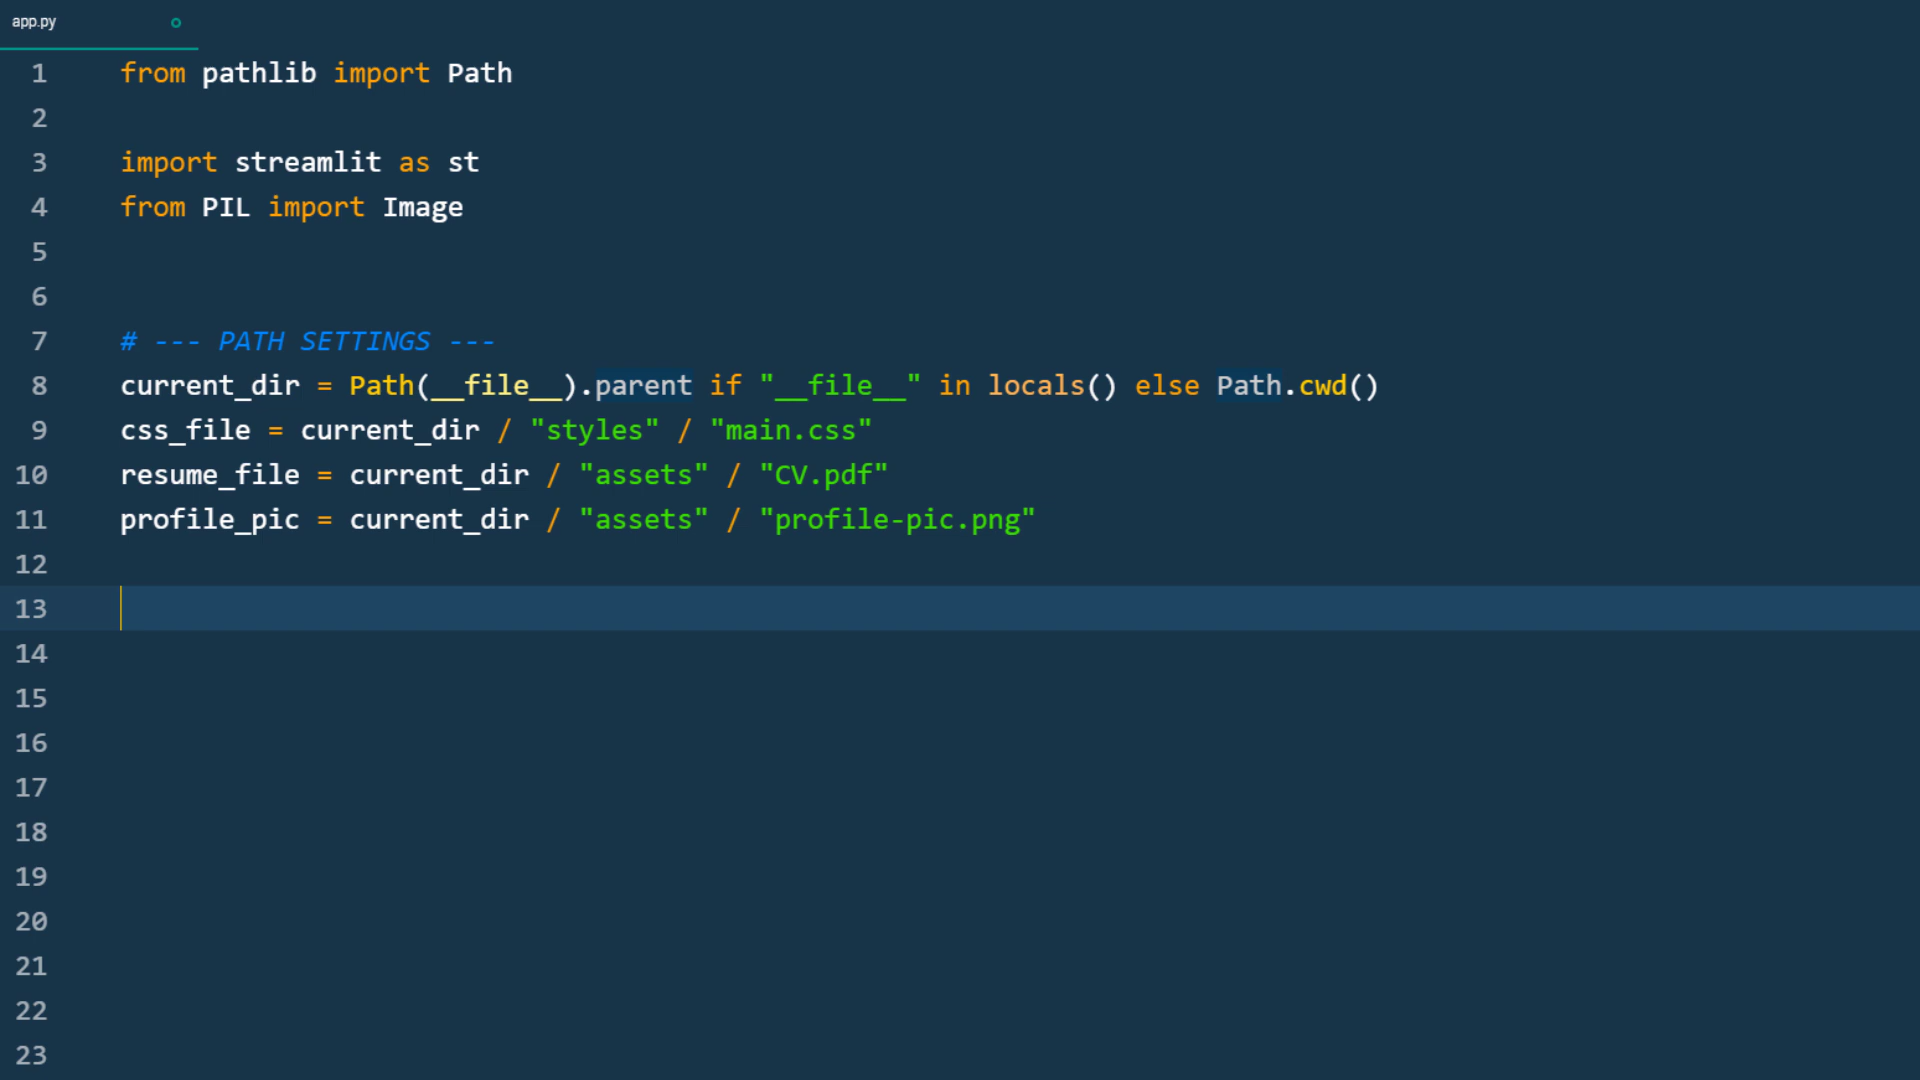 app.py
1 from pathlib import Path
2
3 import streamlit as st
4 from PIL import Image
5
6
7 # --- PATH SETTINGS ---
8 current_dir = Path(__file__).parent if "__file__" in locals() else Path.cwd()
9 css_file = current_dir / "styles" / "main.css"
10 resume_file = current_dir / "assets" / "CV.pdf"
11 profile_pic = current_dir / "assets" / "profile-pic.png"
12
13
14
15
16
17
18
19
20
21
22
23